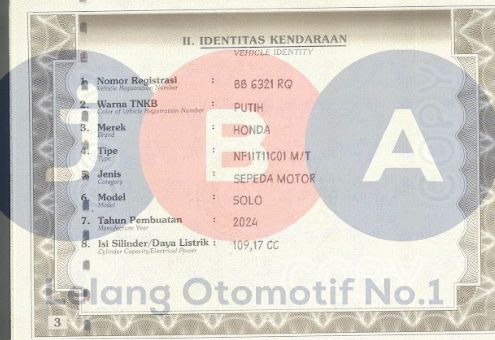 II. IDENTITAS KENDARAAN
VEHICLE IDENTITY
1. Nomor Registrasi : BB 6321 RQ
Vehicle Registration Number
2. Warna TNKB : PUTIH
Color of Vehicle Registration Number
3. Merek : HONDA
Brand
4. Tipe : NF11T11C01 M/T
Type
5. Jenis : SEPEDA MOTOR
Category
6. Model : SOLO
Model
7. Tahun Pembuatan : 2024
Manufacture Year
8. Isi Silinder/Daya Listrik : 109,17 CC
Cylinder Capacity/Electrical Power
JBA
Lelang Otomotif No.1
3